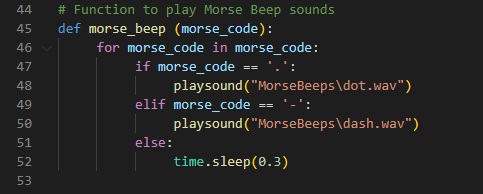 44 # Function to play Morse Beep sounds
45 def morse_beep (morse_code):
46 for morse_code in morse_code:
47 if morse_code == '.':
48 playsound("MorseBeeps\dot.wav")
49 elif morse_code == '-':
50 playsound("MorseBeeps\dash.wav")
51 else:
52 time.sleep(0.3)
53